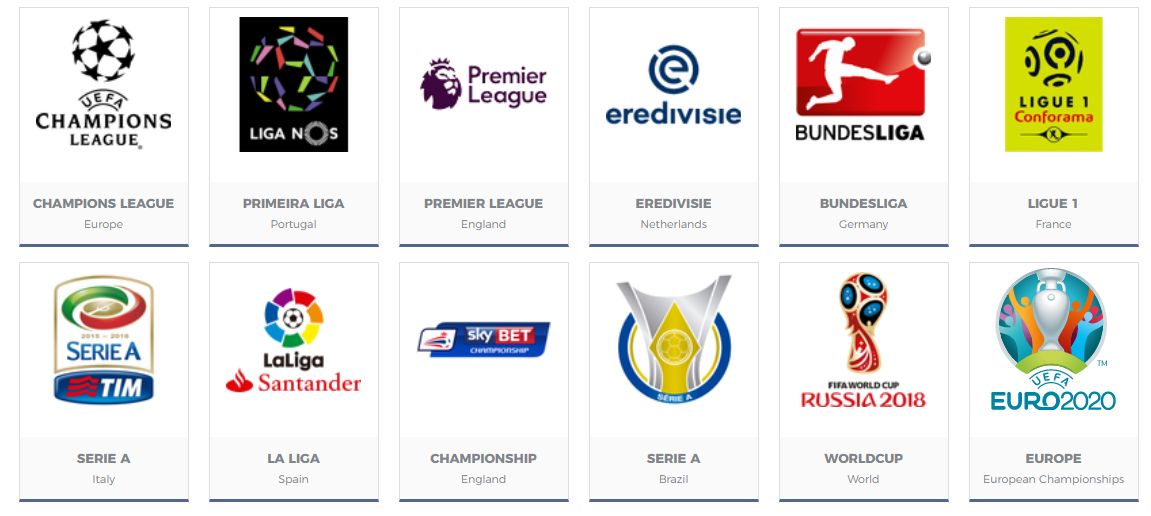 UEFA
CHAMPIONS
LEAGUE®
CHAMPIONS LEAGUE
Europe
LIGA NOS
PRIMEIRA LIGA
Portugal
Premier
League
PREMIER LEAGUE
England
eredivisie
EREDIVISIE
Netherlands
BUNDESLIGA
BUNDESLIGA
Germany
LIGUE 1
Conforama
LIGUE 1
France
2015 – 2016
SERIE A
TIM
SERIE A
Italy
LaLiga
Santander
LA LIGA
Spain
sky BET
CHAMPIONSHIP
CHAMPIONSHIP
England
SÉRIE A
SERIE A
Brazil
FIFA WORLD CUP
RUSSIA 2018
WORLDCUP
World
TM
UEFA
EURO2020
EUROPE
European Championships